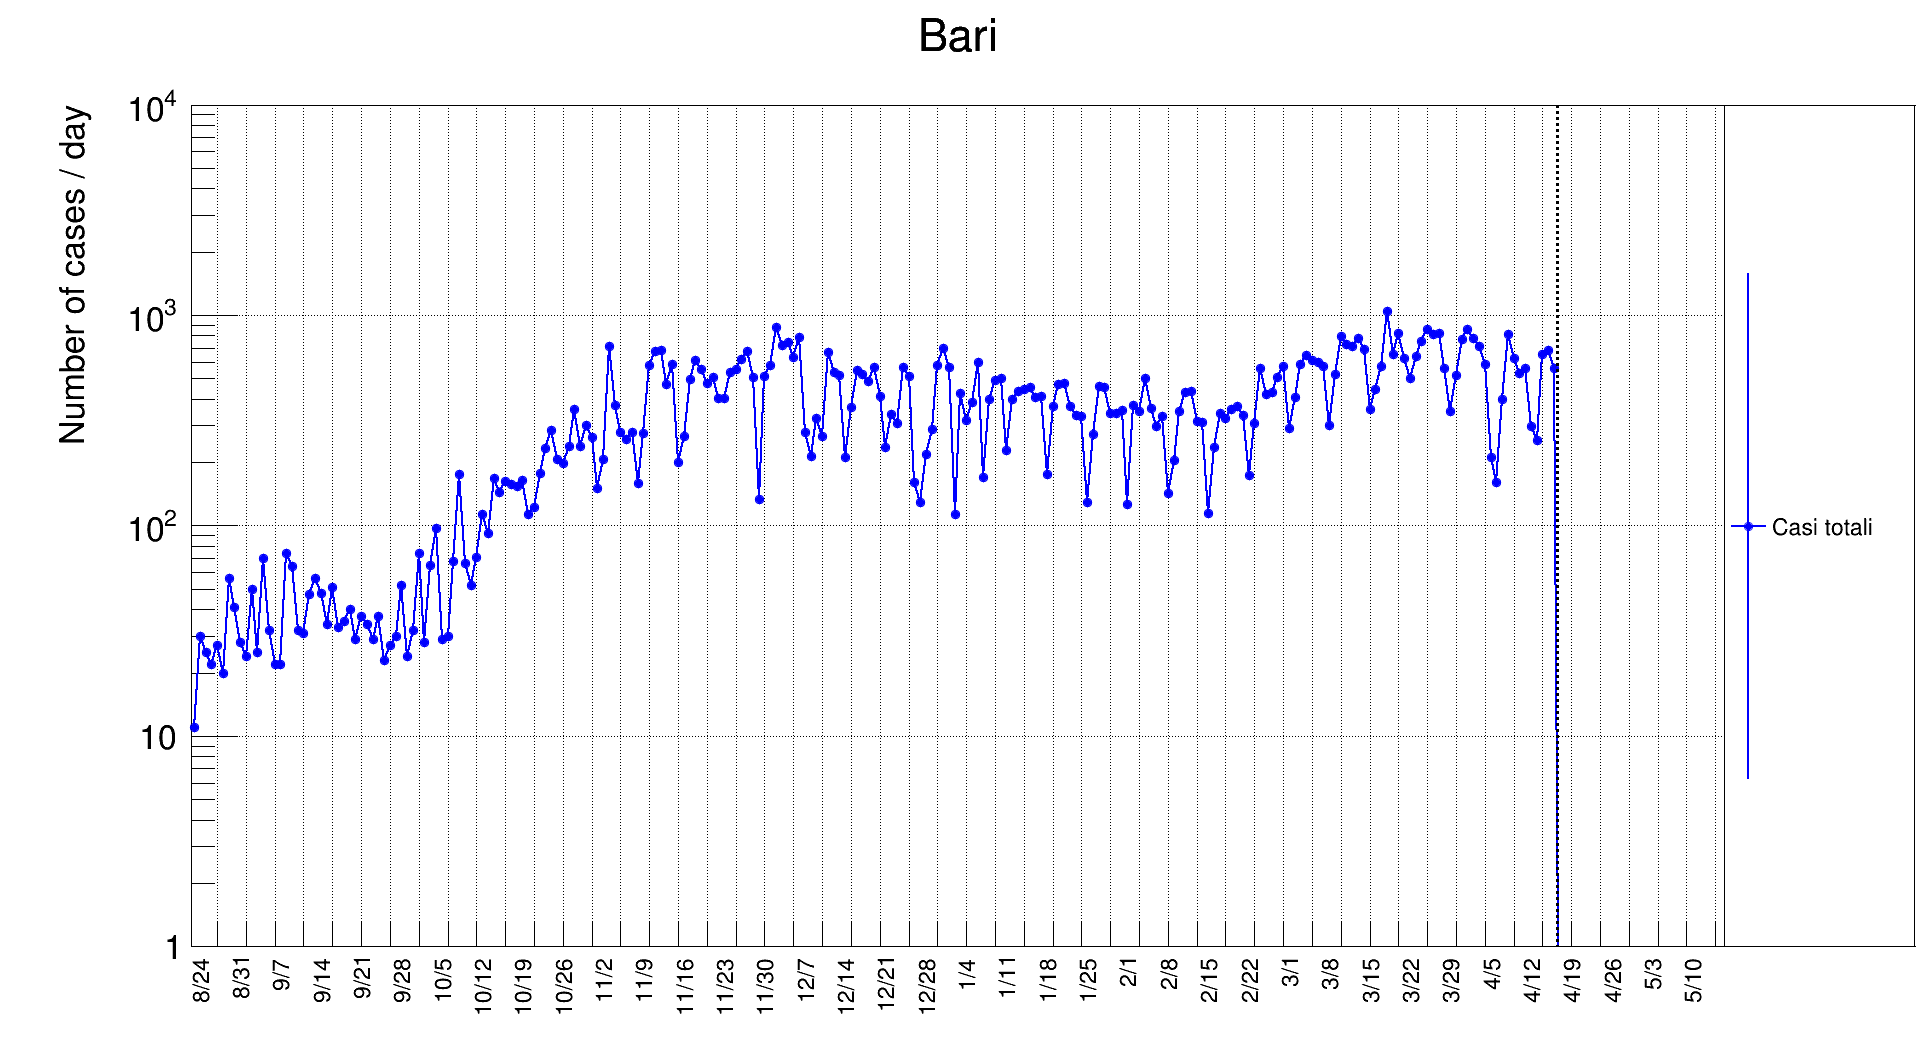 Bari
Number of cases / day
10^4
10^3
10^2
10
1
8/24 8/31 9/7 9/14 9/21 9/28 10/5 10/12 10/19 10/26 11/2 11/9 11/16 11/23 11/30 12/7 12/14 12/21 12/28 1/4 1/11 1/18 1/25 2/1 2/8 2/15 2/22 3/1 3/8 3/15 3/22 3/29 4/5 4/12 4/19 4/26 5/3 5/10
Casi totali